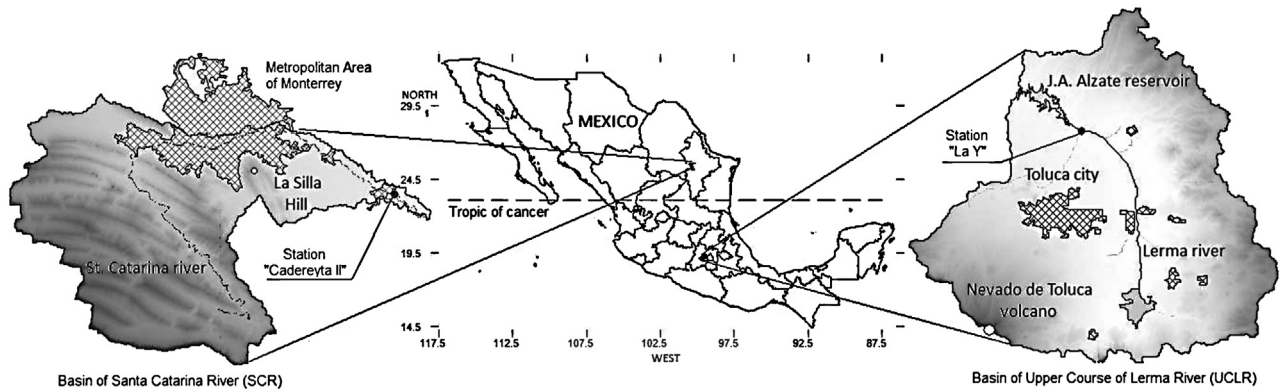 Metropolitan Area
of Monterrey
La Silla
Hill
Station
"Cadereyta II"
St. Catarina river
Basin of Santa Catarina River (SCR)
NORTH
29.5
24.5
19.5
14.5
MEXICO
Tropic of cancer
117.5
112.5
107.5
102.5
97.5
92.5
87.5
WEST
J.A. Alzate reservoir
Station
"La Y"
Toluca city
Lerma river
Nevado de Toluca
volcano
Basin of Upper Course of Lerma River (UCLR)